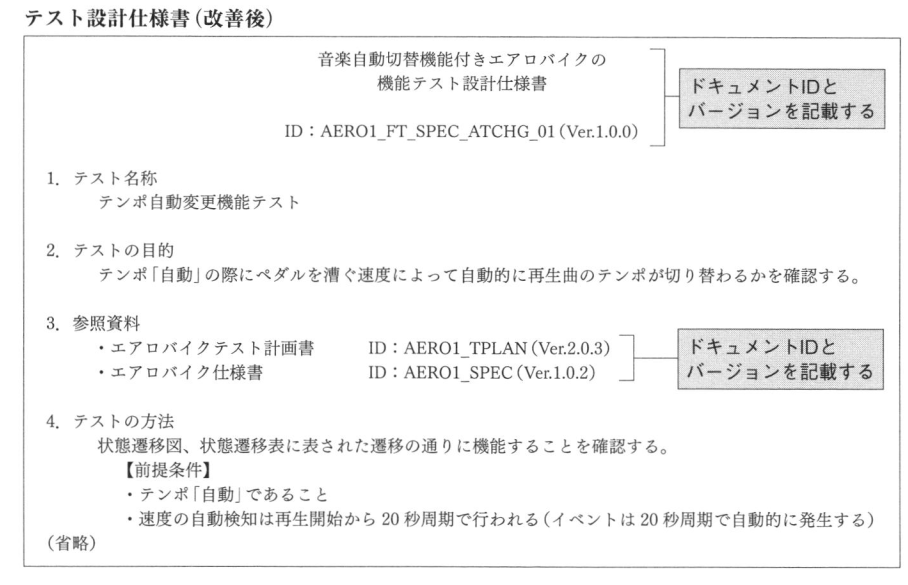 テスト設計仕様書(改善後)
音楽自動切替機能付きエアロバイクの
機能テスト設計仕様書
ID:AERO1_FT_SPEC_ATCHG_01(Ver.1.0.0)
ドキュメントIDと
バージョンを記載する
1. テスト名称
テンポ自動変更機能テスト
2. テストの目的
テンポ「自動」の際にペダルを漕ぐ速度によって自動的に再生曲のテンポが切り替わるかを確認する。
3. 参照資料
・エアロバイクテスト計画書 ID:AERO1_TPLAN(Ver.2.0.3)
・エアロバイク仕様書 ID:AERO1_SPEC(Ver.1.0.2)
ドキュメントIDと
バージョンを記載する
4. テストの方法
状態遷移図、状態遷移表に表された遷移の通りに機能することを確認する。
【前提条件】
・テンポ「自動」であること
・速度の自動検知は再生開始から20秒周期で行われる(イベントは20秒周期で自動的に発生する)
(省略)